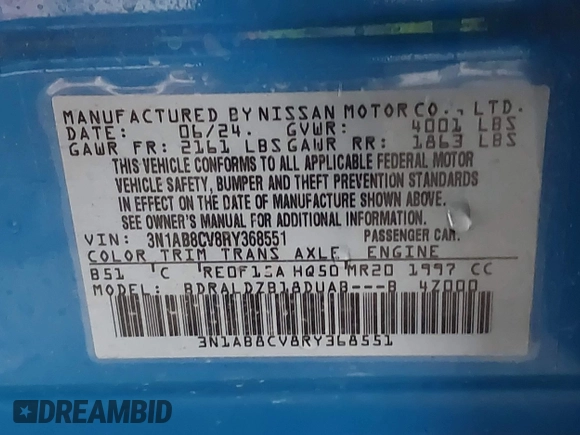 MANUFACTURED BY NISSAN MOTOR CO., LTD.
DATE: 06/24. GVWR: 4001 LBS
GAWR FR: 2161 LBS GAWR RR: 1863 LBS
THIS VEHICLE CONFORMS TO ALL APPLICABLE FEDERAL MOTOR
VEHICLE SAFETY, BUMPER AND THEFT PREVENTION STANDARDS
IN EFFECT ON THE DATE OF MANUFACTURE SHOWN ABOVE.
SEE OWNER'S MANUAL FOR ADDITIONAL INFORMATION.
VIN: 3N1AB8CV8RY368551 PASSENGER CAR.
COLOR TRIM TRANS AXLE ENGINE
B51 C RE0F15A HQ50 MR20 1997 CC
MODEL: BDRALDZB18DUAB---B 4Z000
3N1AB8CV8RY368551
DREAMBID